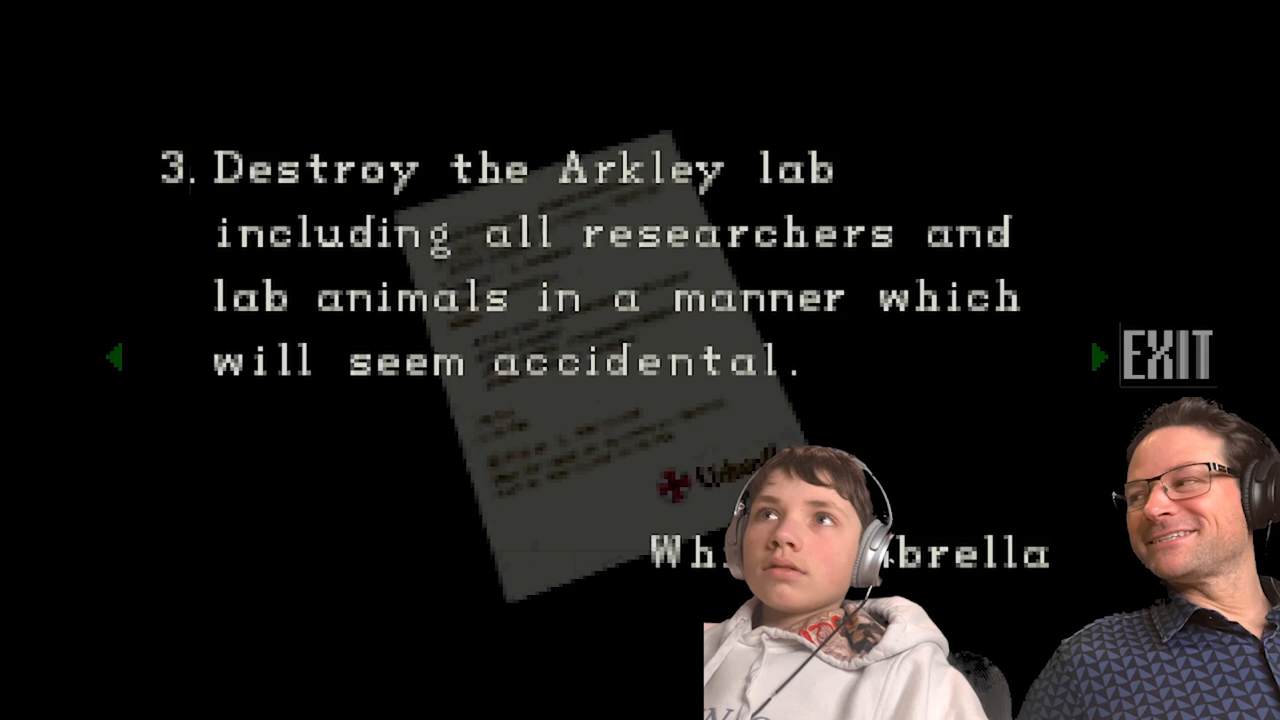 3. Destroy the Arkley lab
including all researchers and
lab animals in a manner which
will seem accidental.
EXIT